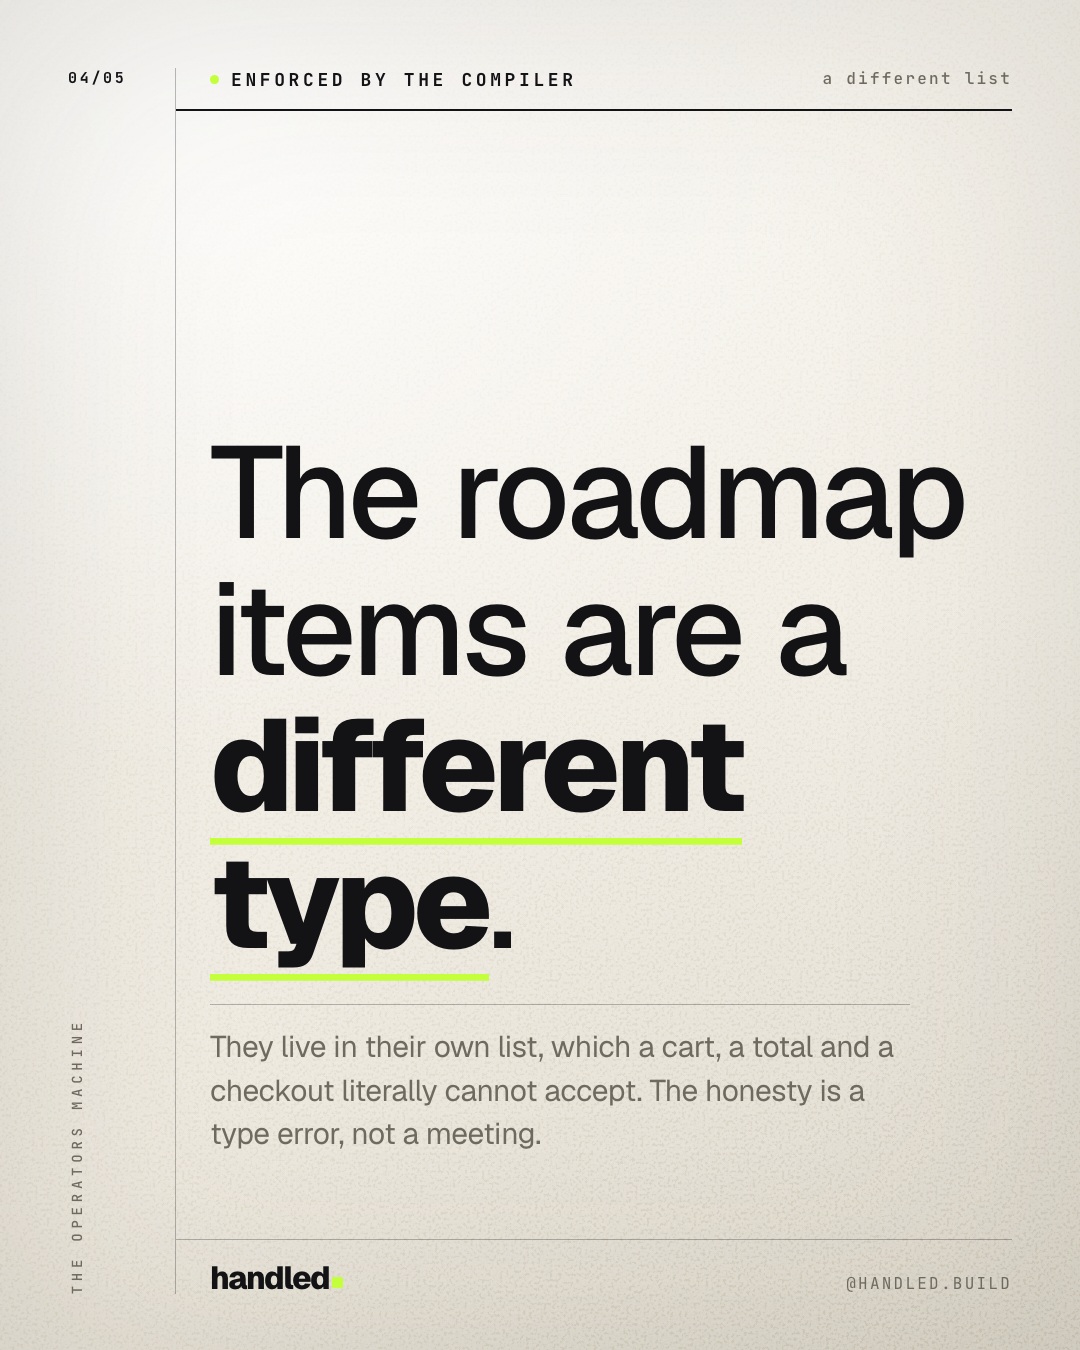 04/05
ENFORCED BY THE COMPILER
a different list
The roadmap
items are a
different
type.
They live in their own list, which a cart, a total and a
checkout literally cannot accept. The honesty is a
type error, not a meeting.
THE OPERATORS MACHINE
handled.
@HANDLED.BUILD